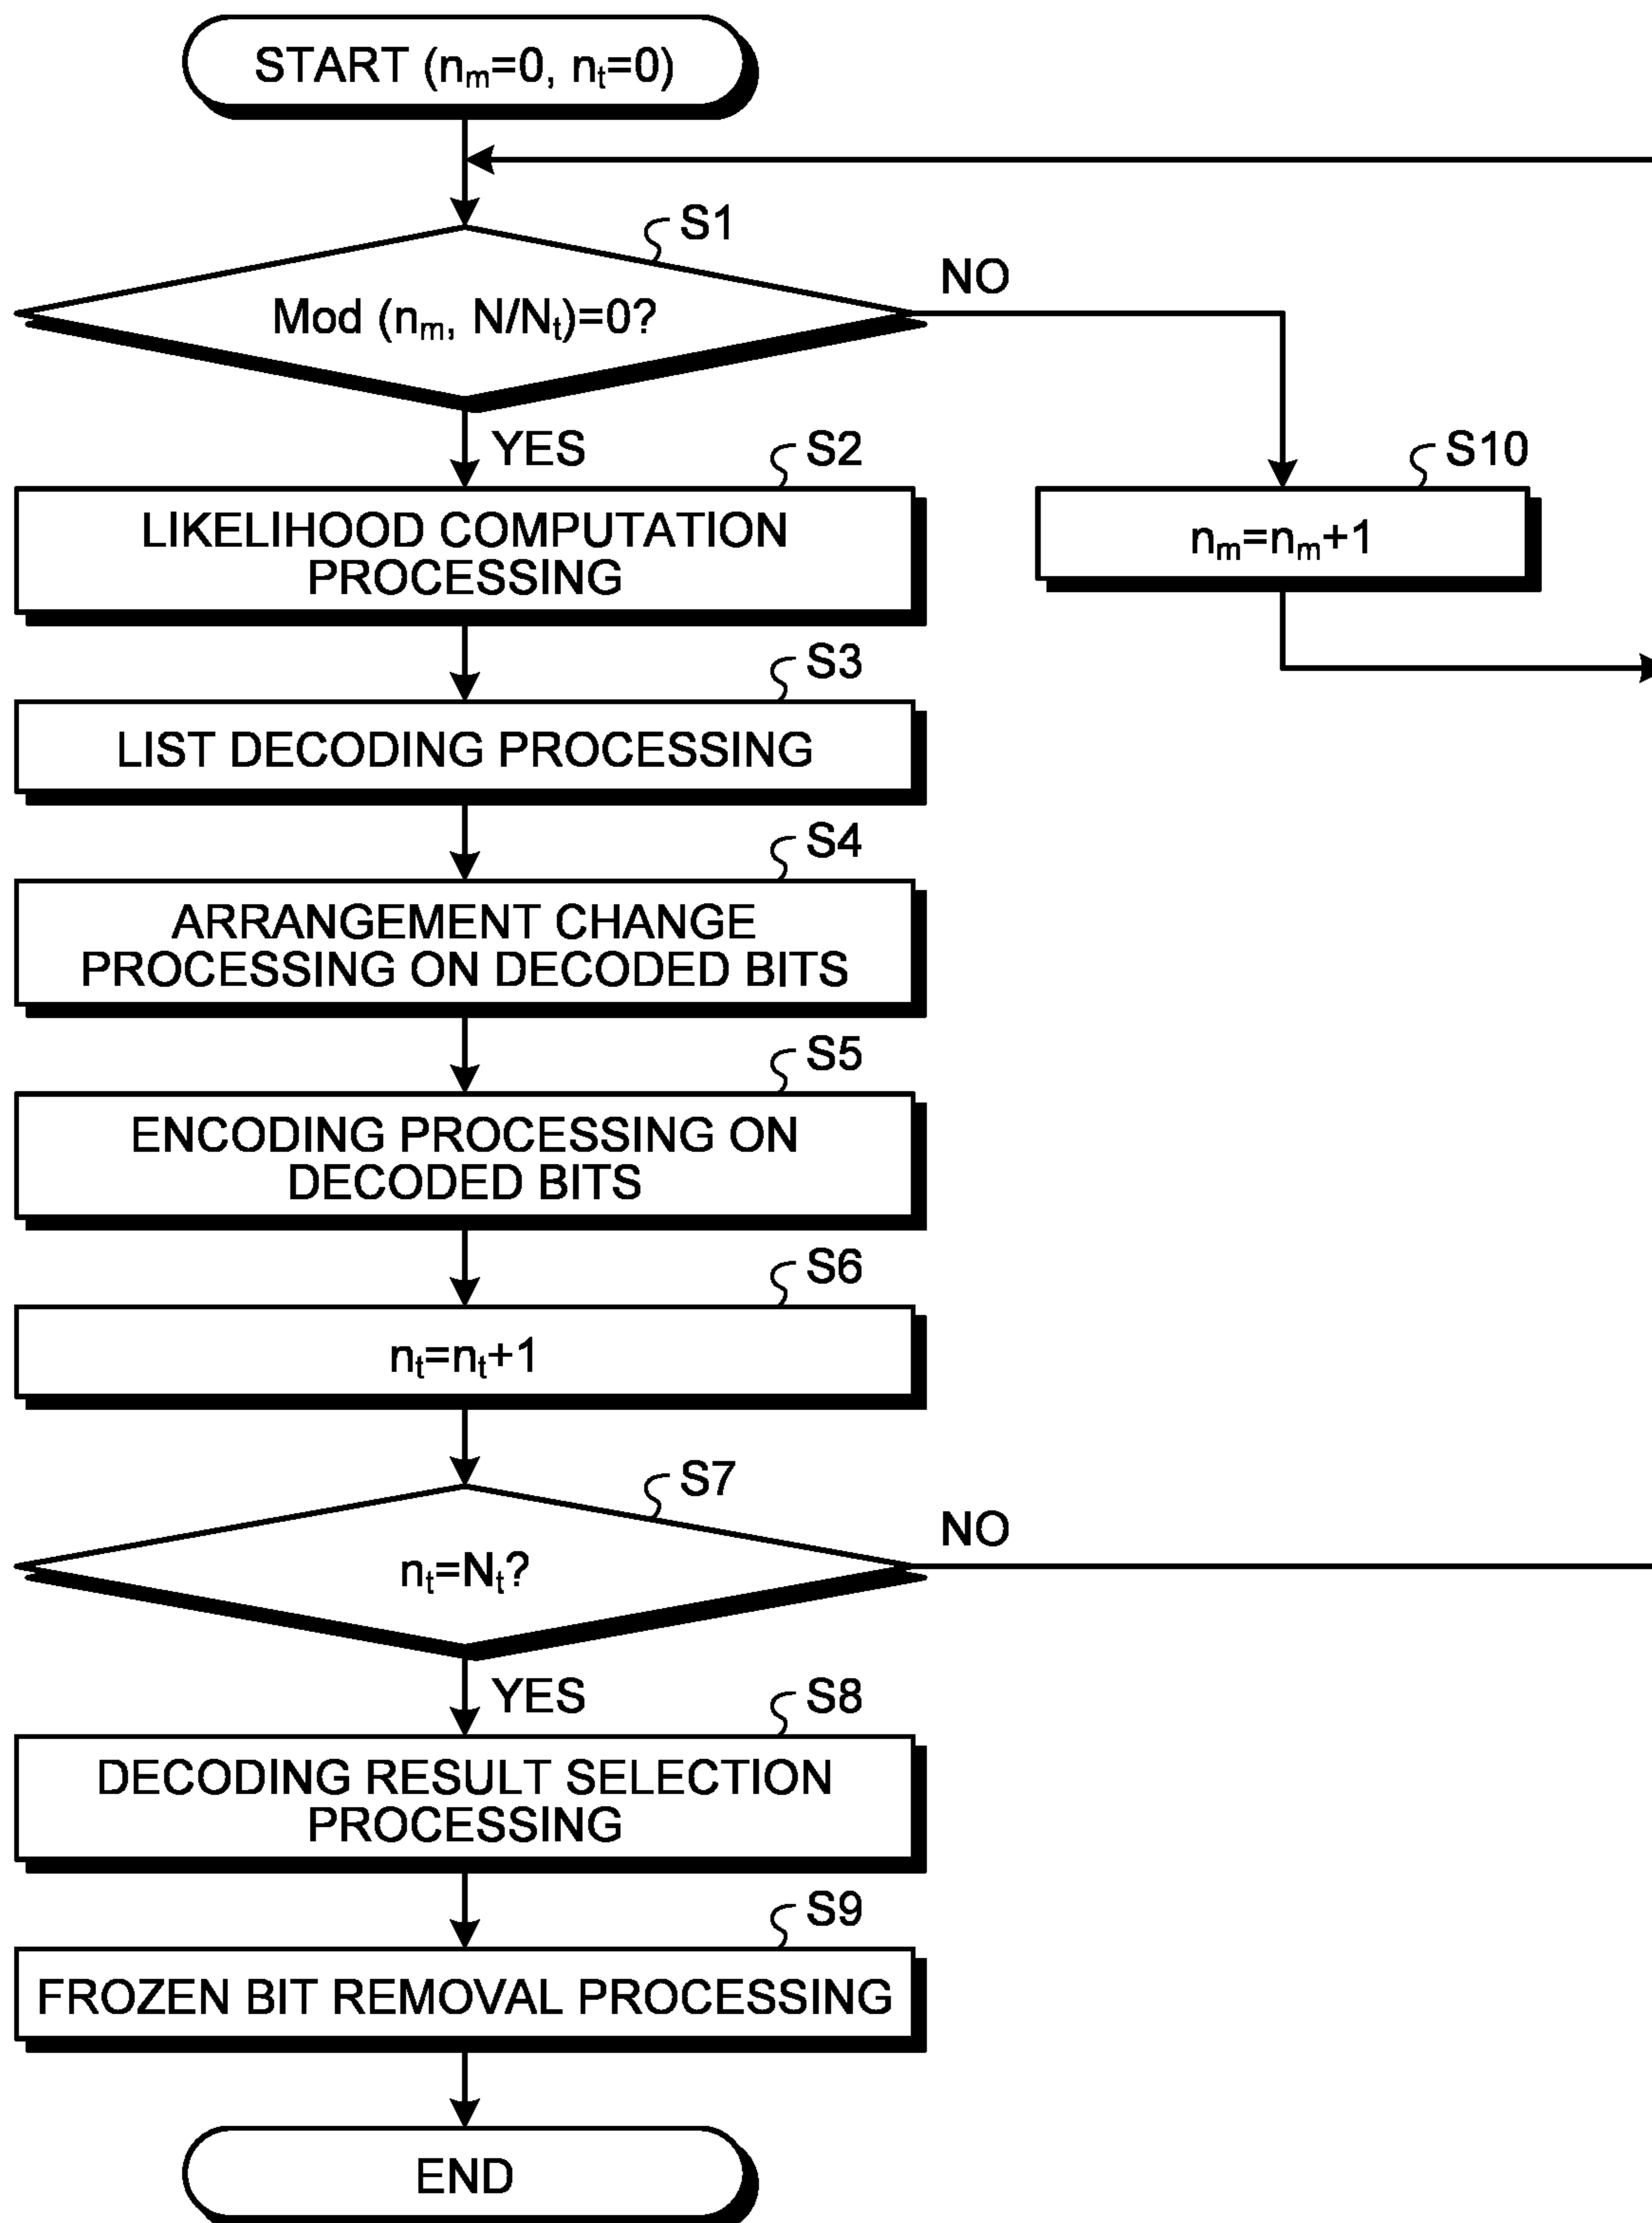 START (nₘ=0, nₜ=0)
S1
Mod (nₘ, N/Nₜ)=0?
NO
YES
S2
LIKELIHOOD COMPUTATION
PROCESSING
S10
nₘ=nₘ+1
S3
LIST DECODING PROCESSING
S4
ARRANGEMENT CHANGE
PROCESSING ON DECODED BITS
S5
ENCODING PROCESSING ON
DECODED BITS
S6
nₜ=nₜ+1
S7
nₜ=Nₜ?
NO
YES
S8
DECODING RESULT SELECTION
PROCESSING
S9
FROZEN BIT REMOVAL PROCESSING
END